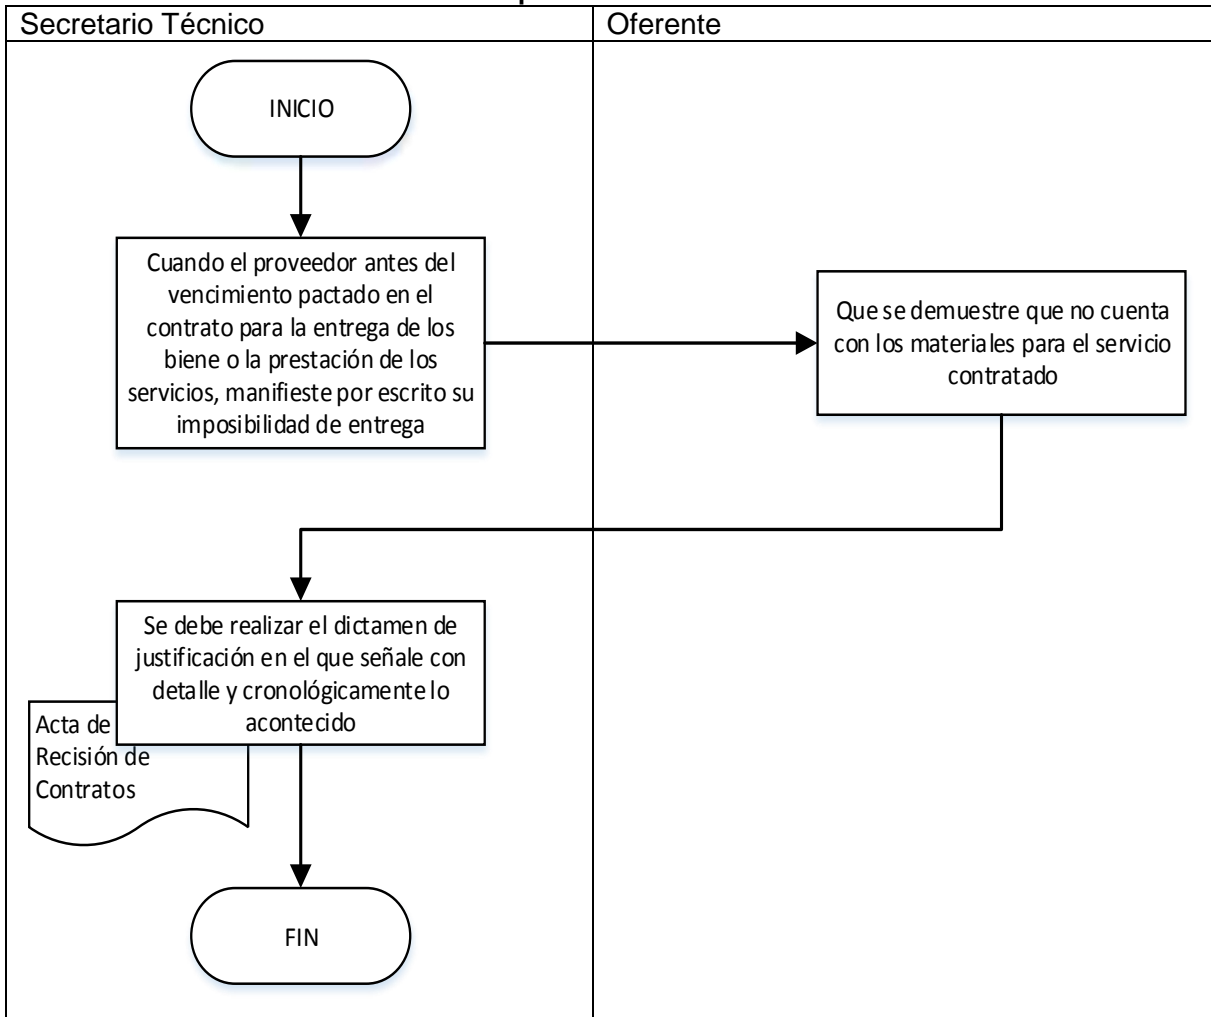 Secretario Técnico
Oferente
INICIO
Cuando el proveedor antes del
vencimiento pactado en el
contrato para la entrega de los
biene o la prestación de los
servicios, manifieste por escrito su
imposibilidad de entrega
Que se demuestre que no cuenta
con los materiales para el servicio
contratado
Se debe realizar el dictamen de
justificación en el que señale con
detalle y cronológicamente lo
acontecido
Acta de
Recisión de
Contratos
FIN